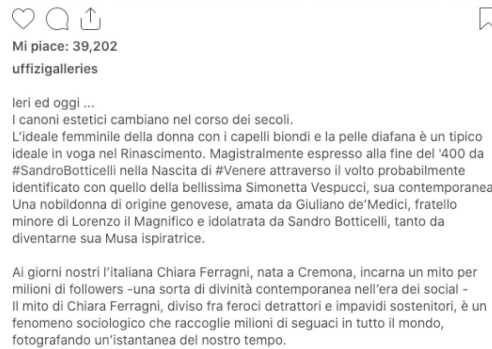 Mi piace: 39,202
uffizigalleries
Ieri ed oggi ...
I canoni estetici cambiano nel corso dei secoli.
L'ideale femminile della donna con i capelli biondi e la pelle diafana è un tipico
ideale in voga nel Rinascimento. Magistralmente espresso alla fine del '400 da
#SandroBotticelli nella Nascita di #Venere attraverso il volto probabilmente
identificato con quello della bellissima Simonetta Vespucci, sua contemporanea
Una nobildonna di origine genovese, amata da Giuliano de'Medici, fratello
minore di Lorenzo il Magnifico e idolatrata da Sandro Botticelli, tanto da
diventarne sua Musa ispiratrice.
Ai giorni nostri l'italiana Chiara Ferragni, nata a Cremona, incarna un mito per
milioni di followers -una sorta di divinità contemporanea nell'era dei social -
Il mito di Chiara Ferragni, diviso fra feroci detrattori e impavidi sostenitori, è un
fenomeno sociologico che raccoglie milioni di seguaci in tutto il mondo,
fotografando un'istantanea del nostro tempo.